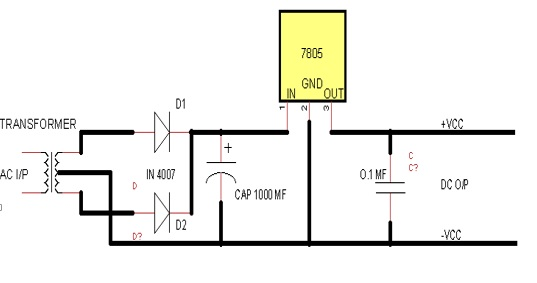 7805
GND
IN OUT
1 2 3
D1
TRANSFORMER
+VCC
+
C
C?
AC I/P
IN 4007
0.1 MF
D
DC O/P
CAP 1000 MF
D2
D?
-VCC